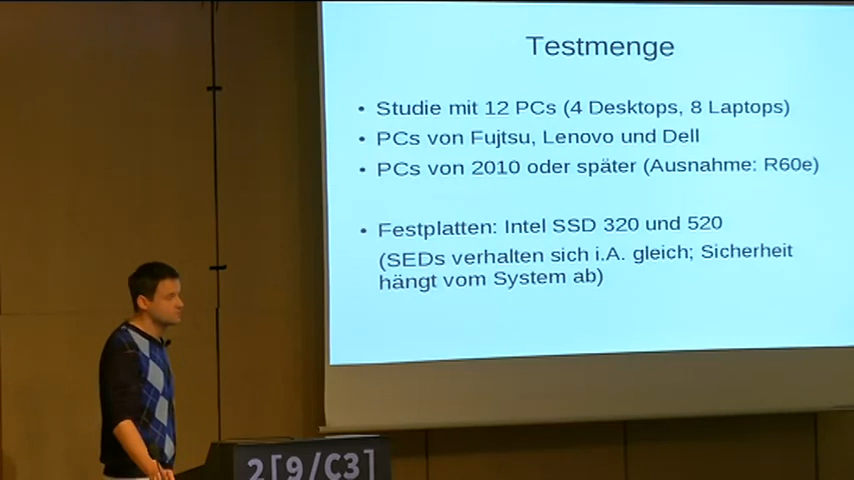 Testmenge
• Studie mit 12 PCs (4 Desktops, 8 Laptops)
• PCs von Fujtsu, Lenovo und Dell
• PCs von 2010 oder später (Ausnahme: R60e)
• Festplatten: Intel SSD 320 und 520
(SEDs verhalten sich i.A. gleich; Sicherheit
hängt vom System ab)
2[9/C3]